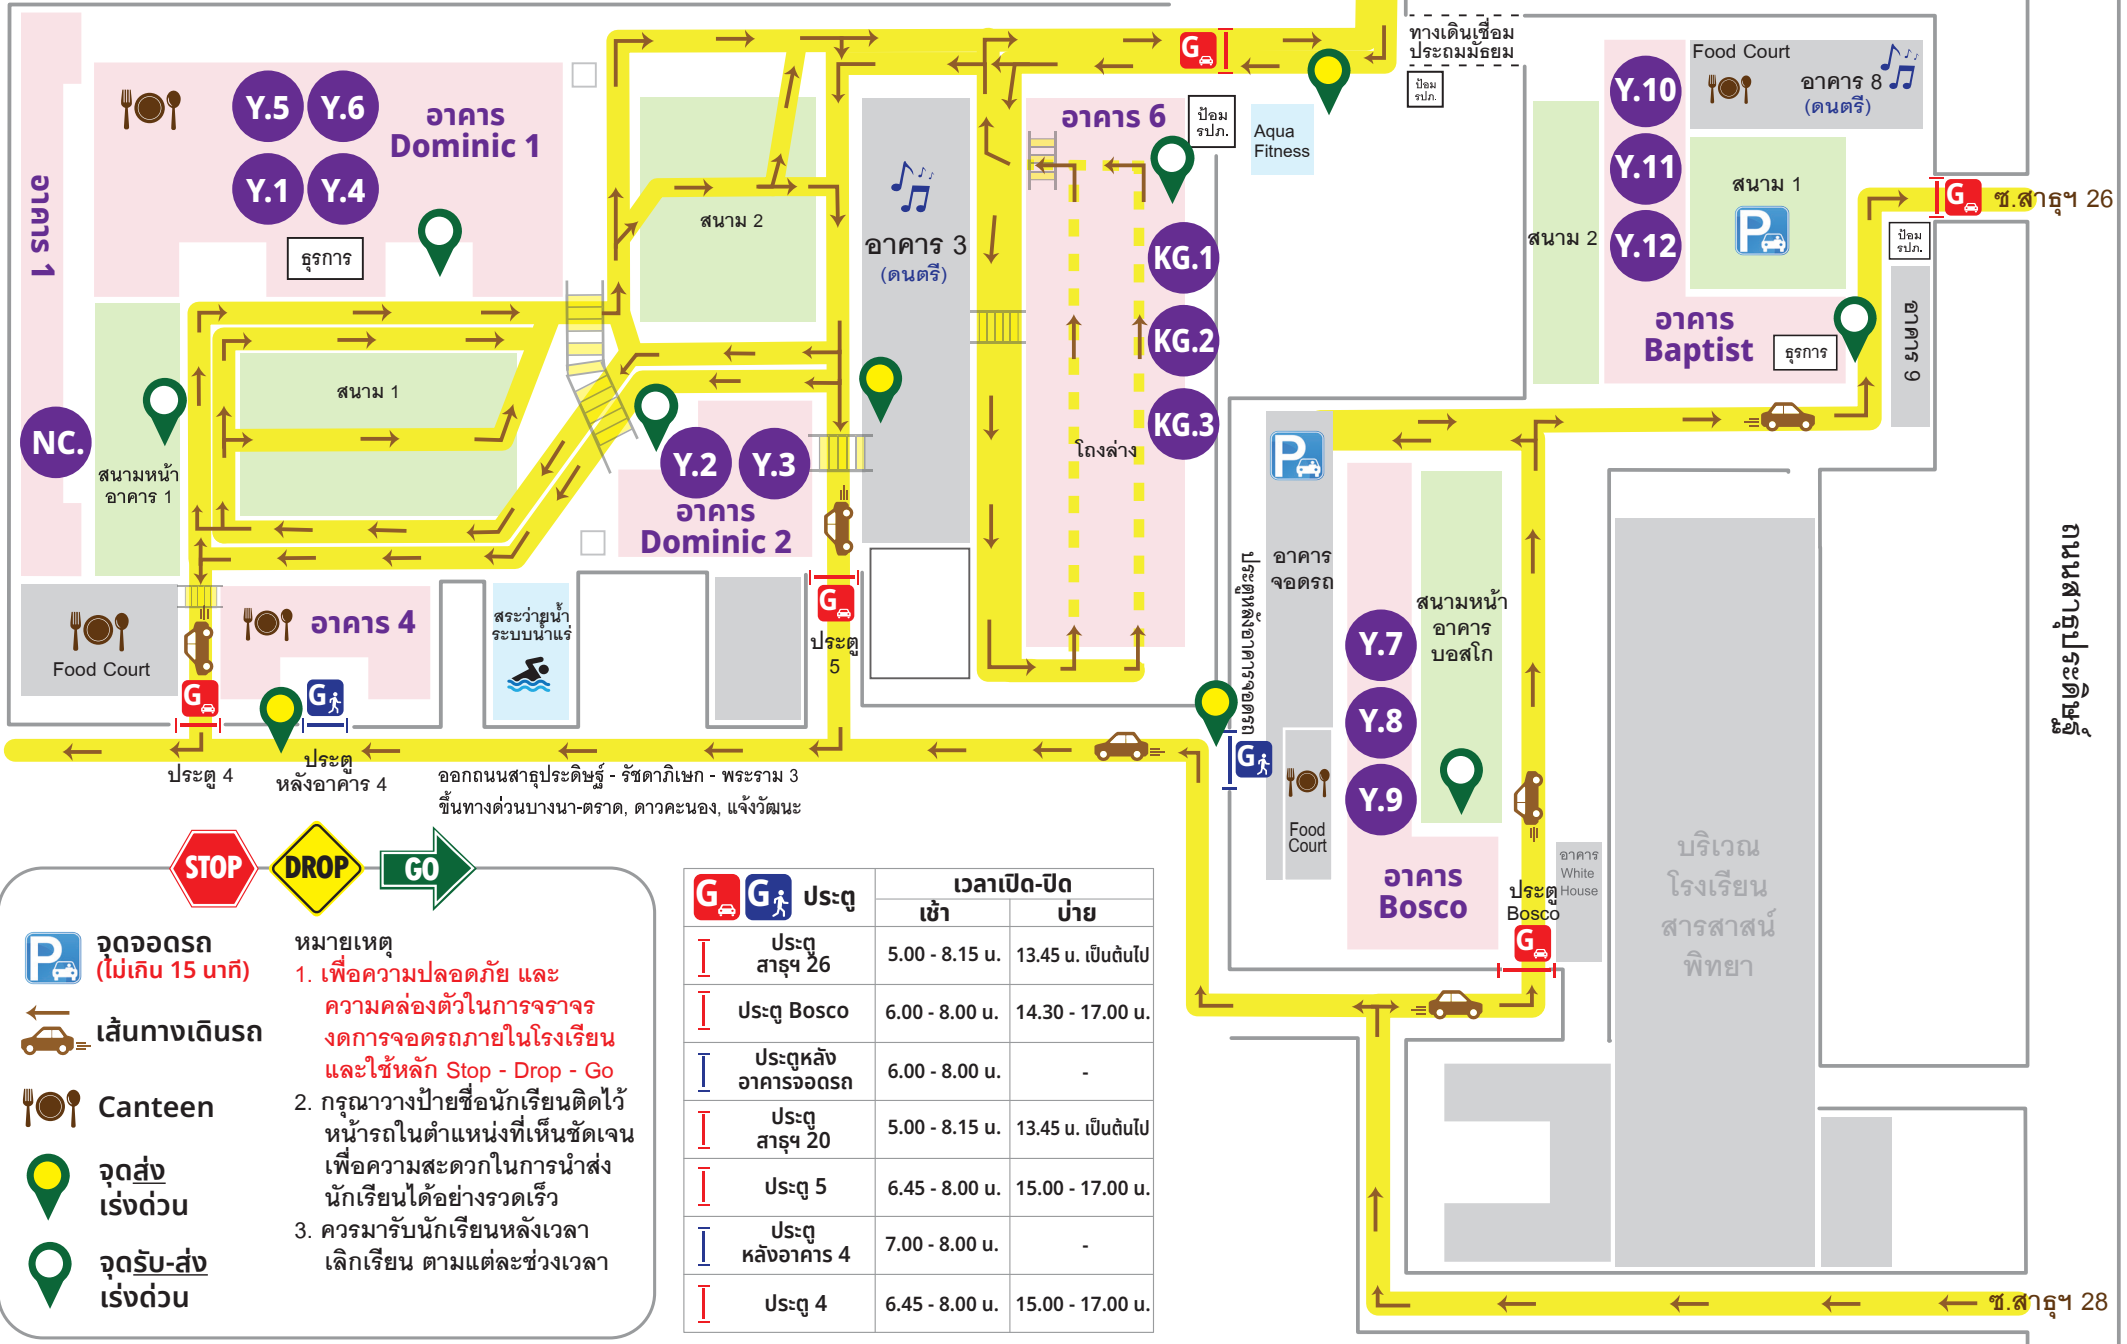 ทางเดินเชื่อม
ประถมมัธยม
ป้อม
รปภ.
G
Y.5
Y.6
Y.1
Y.4
อาคาร
Dominic 1
ธุรการ
อาคาร 1
NC.
สนามหน้า
อาคาร 1
สนาม 1
สนาม 2
อาคาร 3
(ดนตรี)
อาคาร 6
ป้อม
รปภ.
Aqua
Fitness
KG.1
KG.2
KG.3
โถงล่าง
Y.2
Y.3
อาคาร
Dominic 2
Y.10
Y.11
Y.12
Food Court
อาคาร 8
(ดนตรี)
สนาม 1
P
สนาม 2
อาคาร
Baptist
ธุรการ
ป้อม
รปภ.
อาคาร 9
G
ซ.สาธุฯ 26
ถนนสาธุประดิษฐ์
P
อาคาร
จอดรถ
ประตูหลังอาคารจอดรถ
G
Food
Court
Y.7
Y.8
Y.9
สนามหน้า
อาคาร
บอสโก
อาคาร
Bosco
ประตู
Bosco
G
อาคาร
White
House
บริเวณ
โรงเรียน
สารสาสน์
พิทยา
ซ.สาธุฯ 28
Food Court
อาคาร 4
สระว่ายน้ำ
ระบบน้ำแร่
G
ประตู
5
G
G
ประตู 4
ประตู
หลังอาคาร 4
ออกถนนสาธุประดิษฐ์ - รัชดาภิเษก - พระราม 3
ขึ้นทางด่วนบางนา-ตราด, ดาวคะนอง, แจ้งวัฒนะ
STOP DROP GO
P จุดจอดรถ
(ไม่เกิน 15 นาที)
เส้นทางเดินรถ
Canteen
จุดส่ง
เร่งด่วน
จุดรับ-ส่ง
เร่งด่วน
หมายเหตุ
1. เพื่อความปลอดภัย และ
ความคล่องตัวในการจราจร
งดการจอดรถภายในโรงเรียน
และใช้หลัก Stop - Drop - Go
2. กรุณาวางป้ายชื่อนักเรียนติดไว้
หน้ารถในตำแหน่งที่เห็นชัดเจน
เพื่อความสะดวกในการนำส่ง
นักเรียนได้อย่างรวดเร็ว
3. ควรมารับนักเรียนหลังเวลา
เลิกเรียน ตามแต่ละช่วงเวลา
G G ประตู
เวลาเปิด-ปิด
เช้า บ่าย
ประตู
สาธุฯ 26 5.00 - 8.15 น. 13.45 น. เป็นต้นไป
ประตู Bosco 6.00 - 8.00 น. 14.30 - 17.00 น.
ประตูหลัง
อาคารจอดรถ 6.00 - 8.00 น. -
ประตู
สาธุฯ 20 5.00 - 8.15 น. 13.45 น. เป็นต้นไป
ประตู 5 6.45 - 8.00 น. 15.00 - 17.00 น.
ประตู
หลังอาคาร 4 7.00 - 8.00 น. -
ประตู 4 6.45 - 8.00 น. 15.00 - 17.00 น.